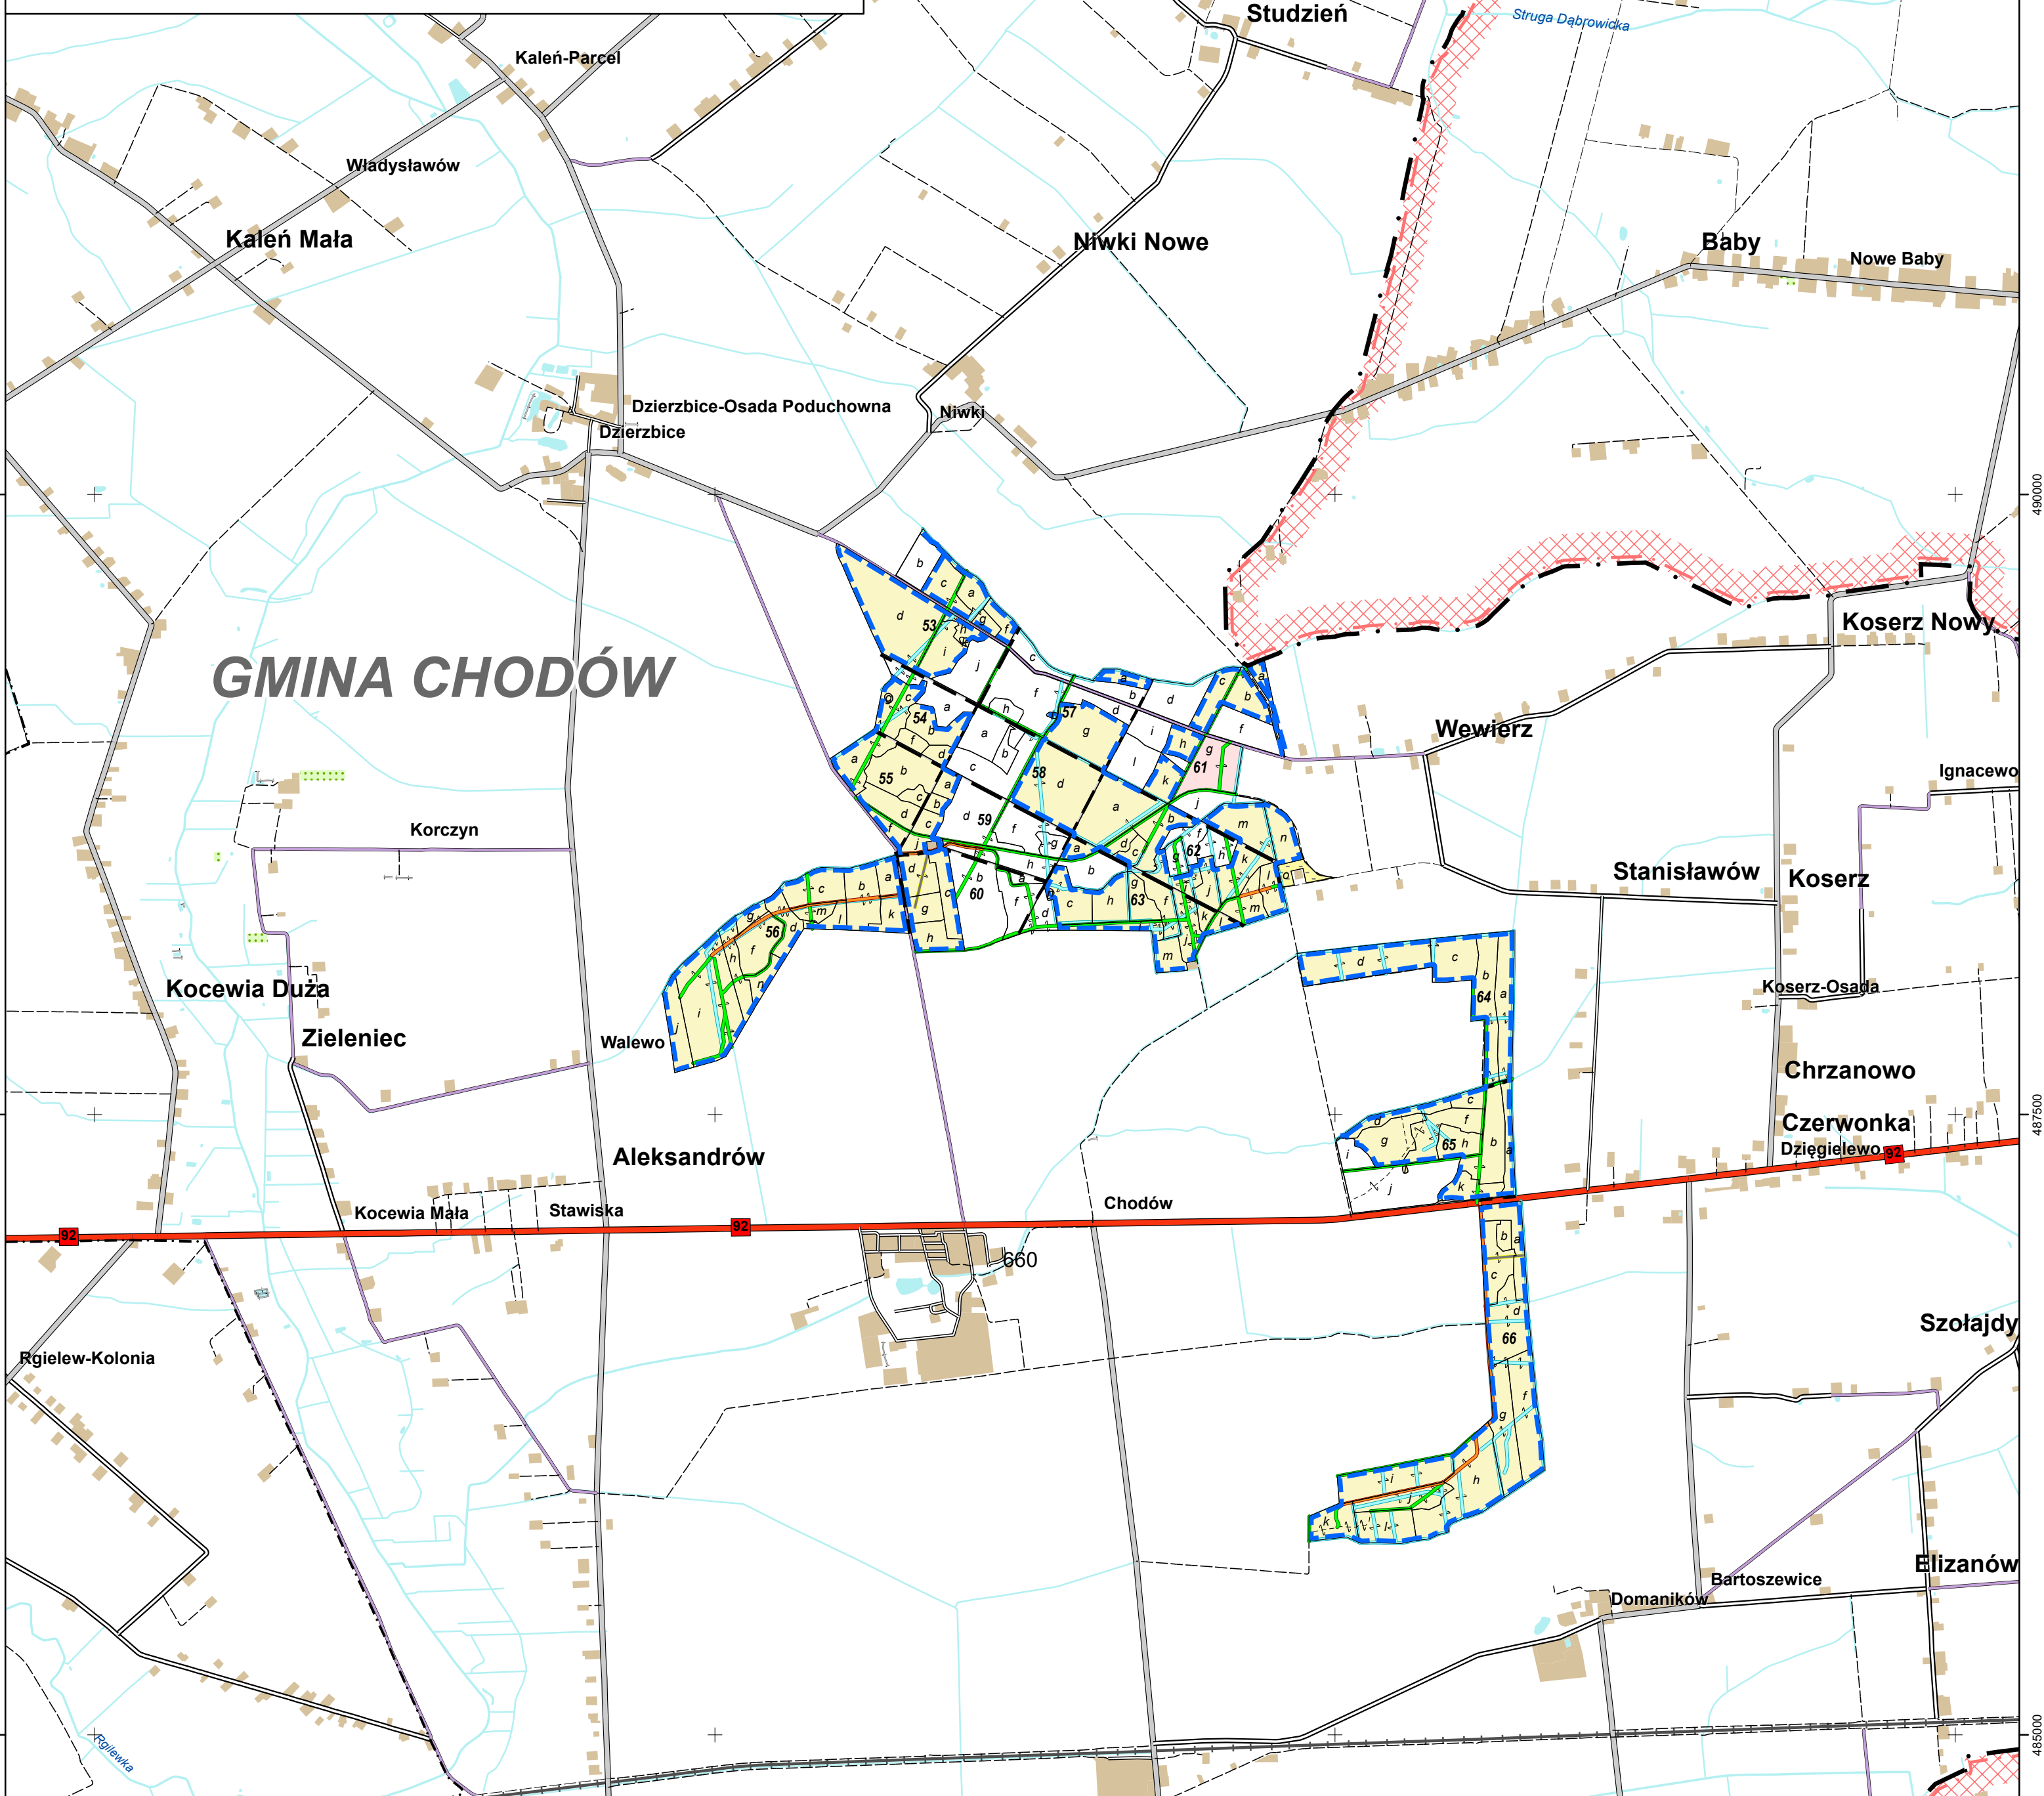 Studzień
Struga Dąbrowicka
Kaleń-Parcel
Władysławów
Kaleń Mała
Niwki Nowe
Baby
Nowe Baby
Dzierzbice-Osada Poduchowna
Niwki
Dzierzbice
490000
b
c
a
d
53
g
f
h
g
i
j
c
Koserz Nowy
GMINA CHODÓW
a
b
d
c
a
b
c
a
f
h
57
d
54
b
g
f
Wewierz
a
b
i
h
g
f
d
c
l
k
61
a
55
b
58
d
a
j
Ignacewo
c
b
d
59
f
b
m
Korczyn
f
c
g
a
d
c
62
h
n
k
Stanisławów
Koserz
j
h
b
g
a
d
b
a
c
b
60
f
d
c
h
63
f
j
k
l
o
m
g
m
l
k
g
56
d
h
f
h
d
c
b
Kocewia Duża
n
m
j
64
a
Koserz-Osada
i
j
Zieleniec
Walewo
Chrzanowo
487500
c
d
f
Czerwonka
g
65
h
b
a
Dzięgielewo
92
i
Aleksandrów
j
k
Chodów
Kocewia Mała
Stawiska
92
92
b
a
660
c
d
66
Szołajdy
Rgielew-Kolonia
f
g
i
h
j
k
l
Elizanów
Bartoszewice
Domaników
485000
Rgilewka